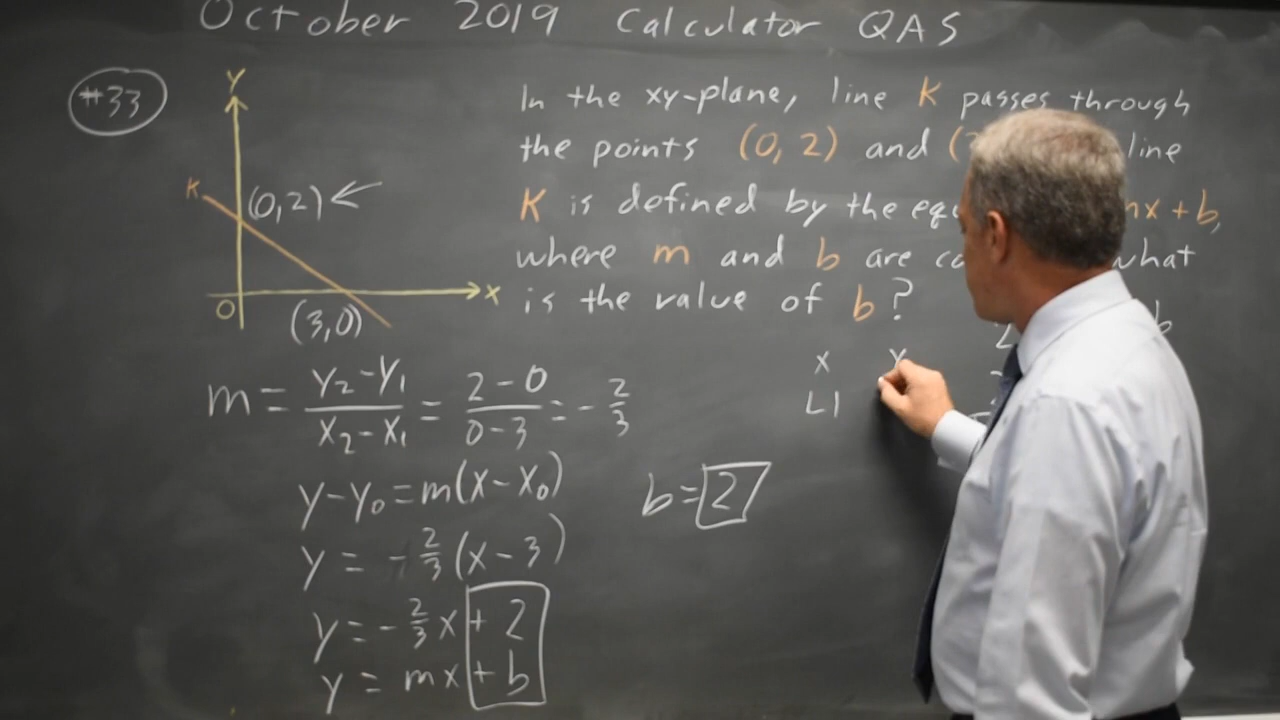 October 2019 Calculator QAS
#33
In the xy-plane, line K passes through
the points (0, 2) and ( line
K is defined by the x + b,
where m and b are what
is the value of b?
Y
K
(0,2)
O
X
(3,0)
m = y₂-y₁/x₂-x₁ = 2-0/0-3 = -2/3
y-y₀=m(x-x₀)
y = -2/3(x-3)
y=-2/3x+2
y = mx+b
b=2
x y
L1
b